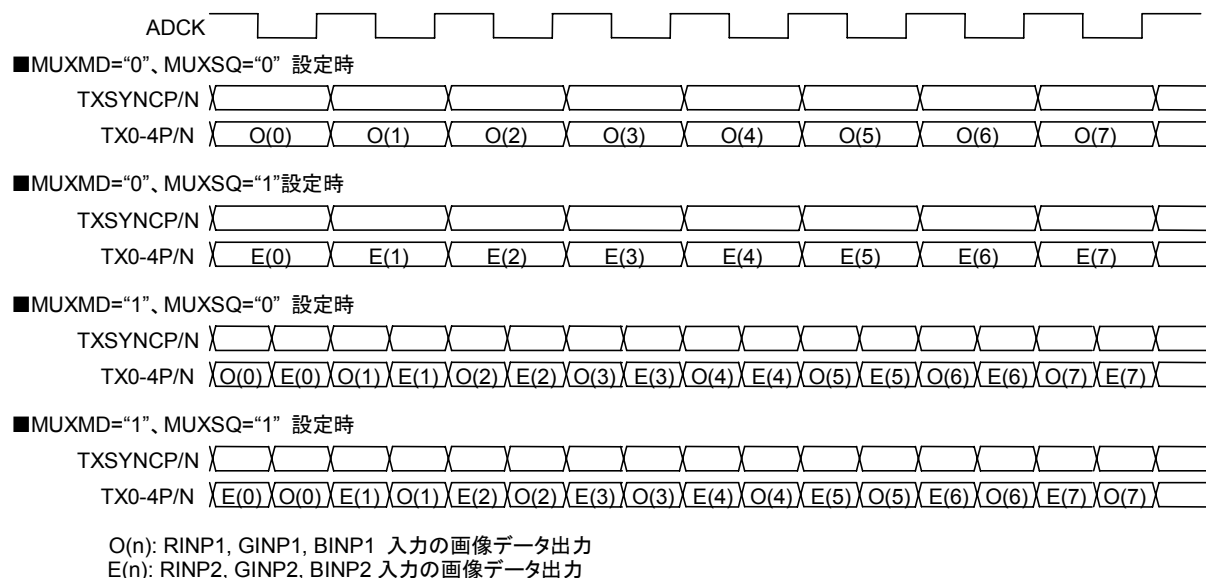 ADCK
■MUXMD=“0”、MUXSQ=“0” 設定時
TXSYNCP/N
TX0-4P/N O(0) O(1) O(2) O(3) O(4) O(5) O(6) O(7)
■MUXMD=“0”、MUXSQ=“1”設定時
TXSYNCP/N
TX0-4P/N E(0) E(1) E(2) E(3) E(4) E(5) E(6) E(7)
■MUXMD=“1”、MUXSQ=“0” 設定時
TXSYNCP/N
TX0-4P/N O(0) E(0) O(1) E(1) O(2) E(2) O(3) E(3) O(4) E(4) O(5) E(5) O(6) E(6) O(7) E(7)
■MUXMD=“1”、MUXSQ=“1” 設定時
TXSYNCP/N
TX0-4P/N E(0) O(0) E(1) O(1) E(2) O(2) E(3) O(3) E(4) O(4) E(5) O(5) E(6) O(6) E(7) O(7)
O(n): RINP1, GINP1, BINP1 入力の画像データ出力
E(n): RINP2, GINP2, BINP2 入力の画像データ出力